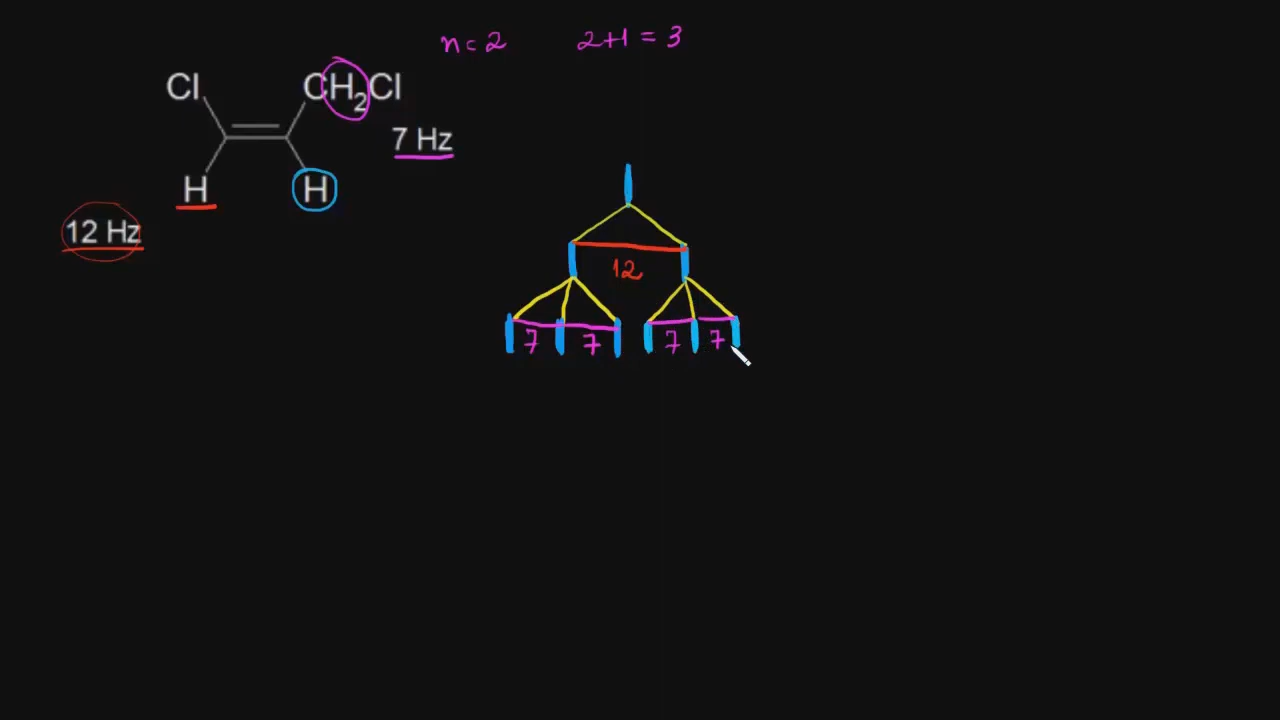 n = 2 2+1 = 3
Cl CH₂Cl
7 Hz
H H
12 Hz
12
7 7 7 7